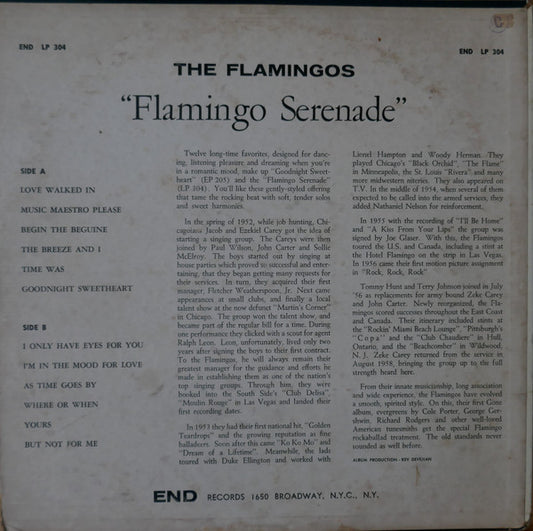 END LP 304
END LP 304
THE FLAMINGOS
"Flamingo Serenade"
SIDE A
LOVE WALKED IN
MUSIC MAESTRO PLEASE
BEGIN THE BEGUINE
THE BREEZE AND I
TIME WAS
GOODNIGHT SWEETHEART
SIDE B
I ONLY HAVE EYES FOR YOU
I'M IN THE MOOD FOR LOVE
AS TIME GOES BY
WHERE OR WHEN
YOURS
BUT NOT FOR ME
Twelve long-time favorites, designed for danc-
ing, listening pleasure and dreaming when you're
in a romantic mood, make up "Goodnight Sweet-
heart" (EP 205) and the "Flamingo Serenade"
(LP 304). You'll like these gently-styled offering
that tame the rocking beat with soft, tender solos
and sweet harmonies.
In the spring of 1952, while job hunting, Chi-
cagoians Jacob and Ezekiel Carey got the idea of
starting a singing group. The Careys were then
joined by Paul Wilson, John Carter and Sollie
McElroy. The boys started out by singing at
house parties which proved to successful and enter-
taining, that they began getting many requests for
their services. In turn, they acquired their first
manager, Fletcher Weatherspoon, Jr. Next came
appearances at small clubs, and finally a local
talent show at the now defunct "Martin's Corner"
in Chicago. The group won the talent show, and
became part of the regular bill for a time. During
one performance they clicked with a scout for agent
Ralph Leon. Leon, unfortunately, lived only two
years after signing the boys to their first contract.
To the Flamingos, he will always remain their
greatest manager for the guidance and efforts he
made in establishing them as one of the nation's
top singing groups. Through him, they were
booked into the South Side's "Club Delisa",
"Moulin Rouge" in Las Vegas and landed their
first recording dates.
In 1953 they had their first national hit, "Golden
Teardrops" and the growing reputation as fine
balladeers. Soon after this came "Ko Ko Mo" and
"Dream of a Lifetime". Meanwhile, the lads
toured with Duke Ellington and worked with
Lionel Hampton and Woody Herman. They
played Chicago's "Black Orchid", "The Flame"
in Minneapolis, the St. Louis "Rivera" and many
more midwestern niteries. They also appeared on
T.V. In the middle of 1954, when several of them
expected to be called into the armed services, they
added Nathaniel Nelson for reinforcement.
In 1955 with the recording of "I'll Be Home"
and "A Kiss From Your Lips" the group was
signed by Joe Glaser. With this, the Flamingos
toured the U.S. and Canada, including a stint at
the Hotel Flamingo on the strip in Las Vegas.
In 1956 came their first motion picture assignment
in "Rock, Rock, Rock"
Tommy Hunt and Terry Johnson joined in July
'56 as replacements for army bound Zeke Carey
and John Carter. Newly reorganized, the Flam-
ingos scored successes throughout the East Coast
and Canada. Their itinerary included stints at
the "Rockin' Miami Beach Lounge", "Pittsburgh's
"Copa" and the "Club Chaudiere" in Hull,
Ontario, and the "Beachcomber" in Wildwood,
N. J. Zeke Carey returned from the service in
August 1958, bringing the group up to the full
strength heard here.
From their innate musicianship, long association
and wide experience, the Flamingos have evolved
a smooth, spirited style. On this, their first Gone
album, evergreens by Cole Porter, George Ger-
shwin, Richard Rodgers and other well-loved
American tunesmiths get the special Flamingo
rockaballad treatment. The old standards never
sounded as well before.
ALBUM PRODUCTION - KEV DEVEJIAN
END RECORDS 1650 BROADWAY, N.Y.C., N.Y.